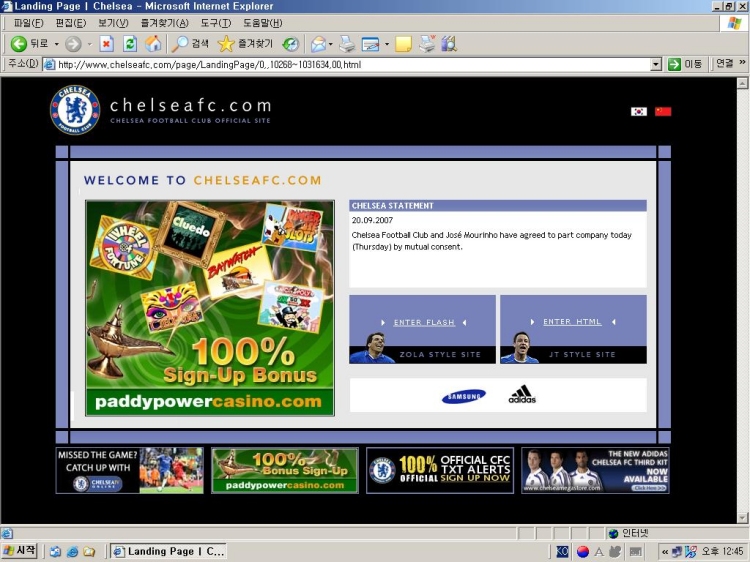 Landing Page | Chelsea - Microsoft Internet Explorer
파일(F) 편집(E) 보기(V) 즐겨찾기(A) 도구(T) 도움말(H)
뒤로 검색 즐겨찾기
주소(D) http://www.chelseafc.com/page/LandingPage/0,,10268~1031634,00.html 이동 연결 »
CHELSEA
FOOTBALL CLUB
chelseafc.com
CHELSEA FOOTBALL CLUB OFFICIAL SITE
WELCOME TO CHELSEAFC.COM
WHEEL OF FORTUNE
Cluedo
SLOTS
BAYWATCH
MONOPOLY
100%
Sign-Up Bonus
paddypowercasino.com
CHELSEA STATEMENT
20.09.2007
Chelsea Football Club and José Mourinho have agreed to part company today
(Thursday) by mutual consent.
ENTER FLASH
ZOLA STYLE SITE
ENTER HTML
JT STYLE SITE
SAMSUNG
adidas
MISSED THE GAME?
CATCH UP WITH
CHELSEA
ONLINE
100%
Bonus Sign-Up
paddypowercasino.com
100%
OFFICIAL
OFFICIAL CFC
TXT ALERTS
SIGN UP NOW
THE NEW ADIDAS
CHELSEA FC THIRD KIT
NOW
AVAILABLE
www.chelseamegastore.com
Click Here Now
인터넷
시작 Landing Page | C... KO A « 오후 12:45